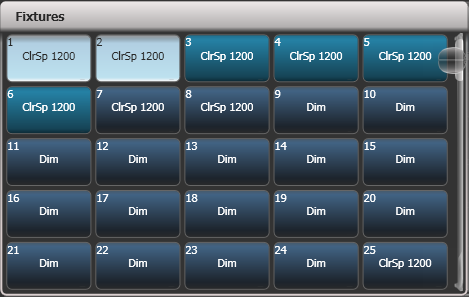 Fixtures
1 2 3 4 5
ClrSp 1200 ClrSp 1200 ClrSp 1200 ClrSp 1200 ClrSp 1200
6 7 8 9 10
ClrSp 1200 ClrSp 1200 ClrSp 1200 Dim Dim
11 12 13 14 15
Dim Dim Dim Dim Dim
16 17 18 19 20
Dim Dim Dim Dim Dim
21 22 23 24 25
Dim Dim Dim Dim ClrSp 1200